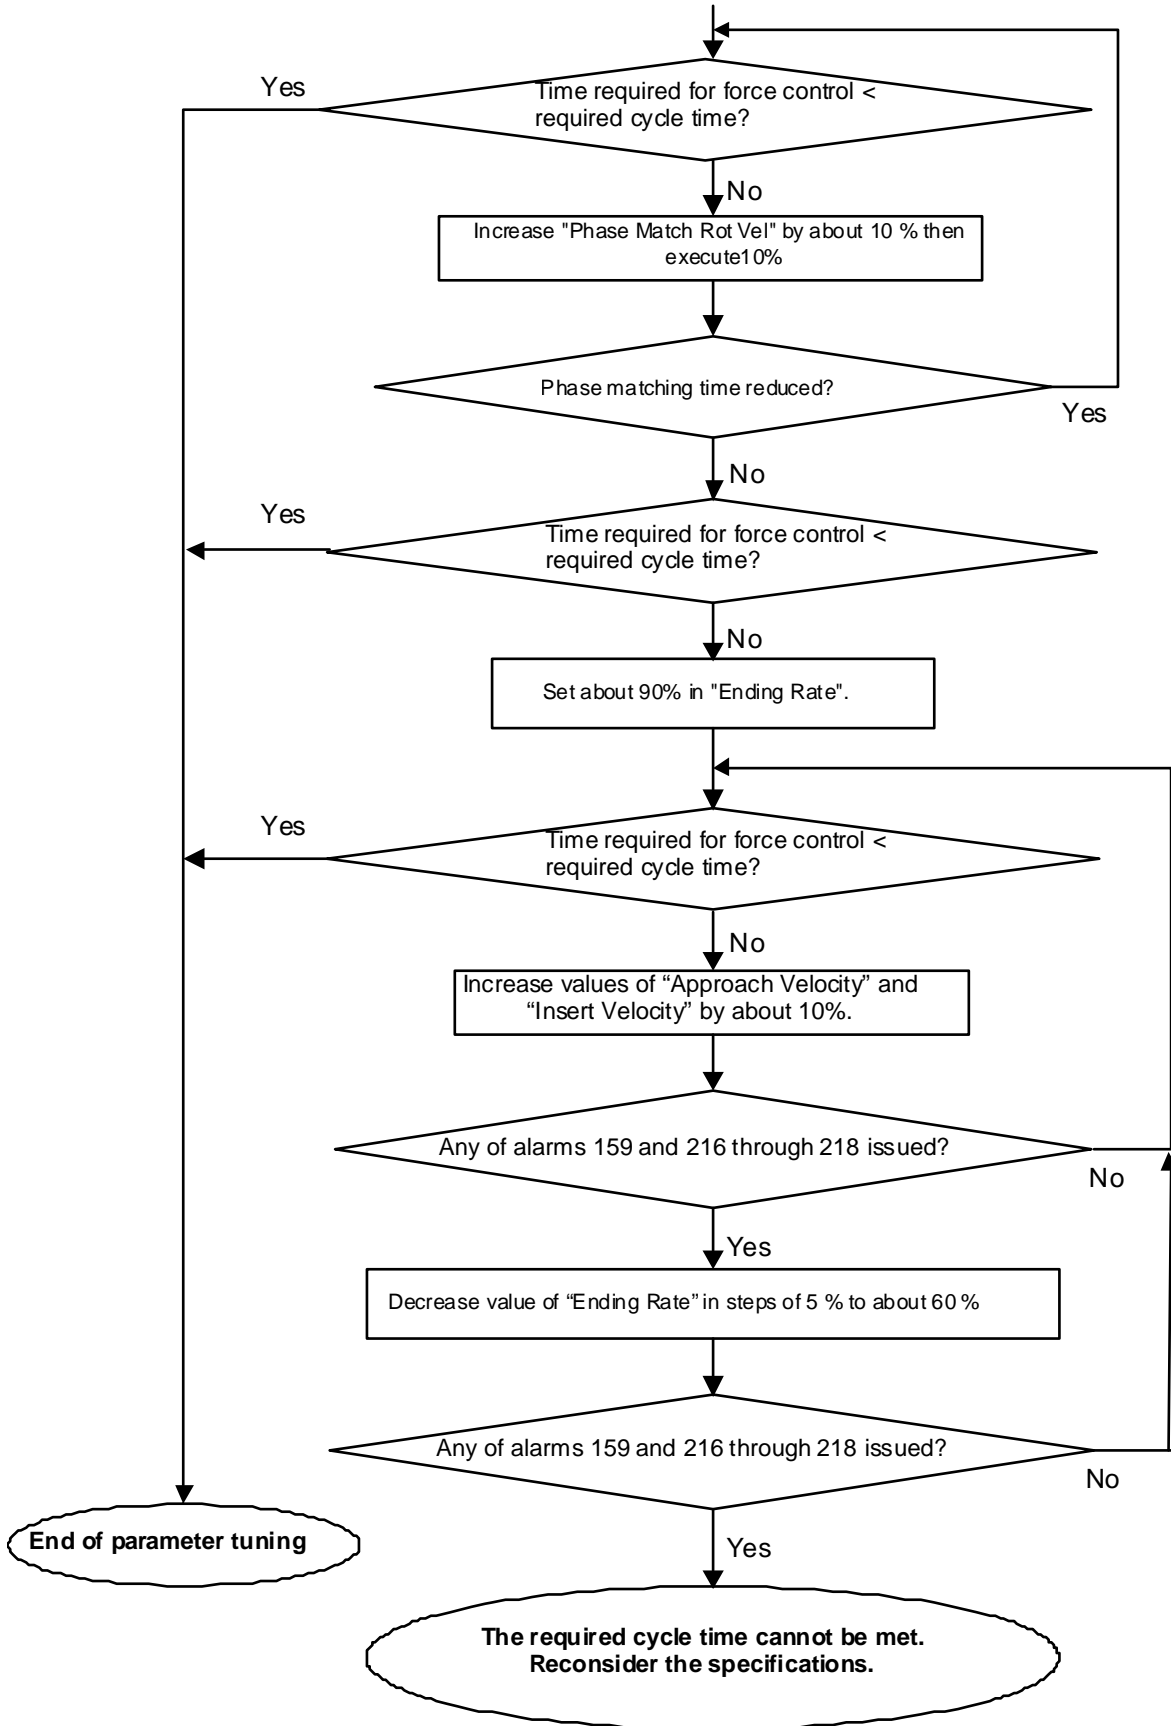 Yes
Time required for force control <
required cycle time?
No
Increase "Phase Match Rot Vel" by about 10 % then
execute10%
Phase matching time reduced?
Yes
No
Yes
Time required for force control <
required cycle time?
No
Set about 90% in "Ending Rate".
Yes
Time required for force control <
required cycle time?
No
Increase values of “Approach Velocity” and
“Insert Velocity” by about 10%.
Any of alarms 159 and 216 through 218 issued?
No
Yes
Decrease value of “Ending Rate” in steps of 5 % to about 60 %
Any of alarms 159 and 216 through 218 issued?
No
End of parameter tuning
Yes
The required cycle time cannot be met.
Reconsider the specifications.